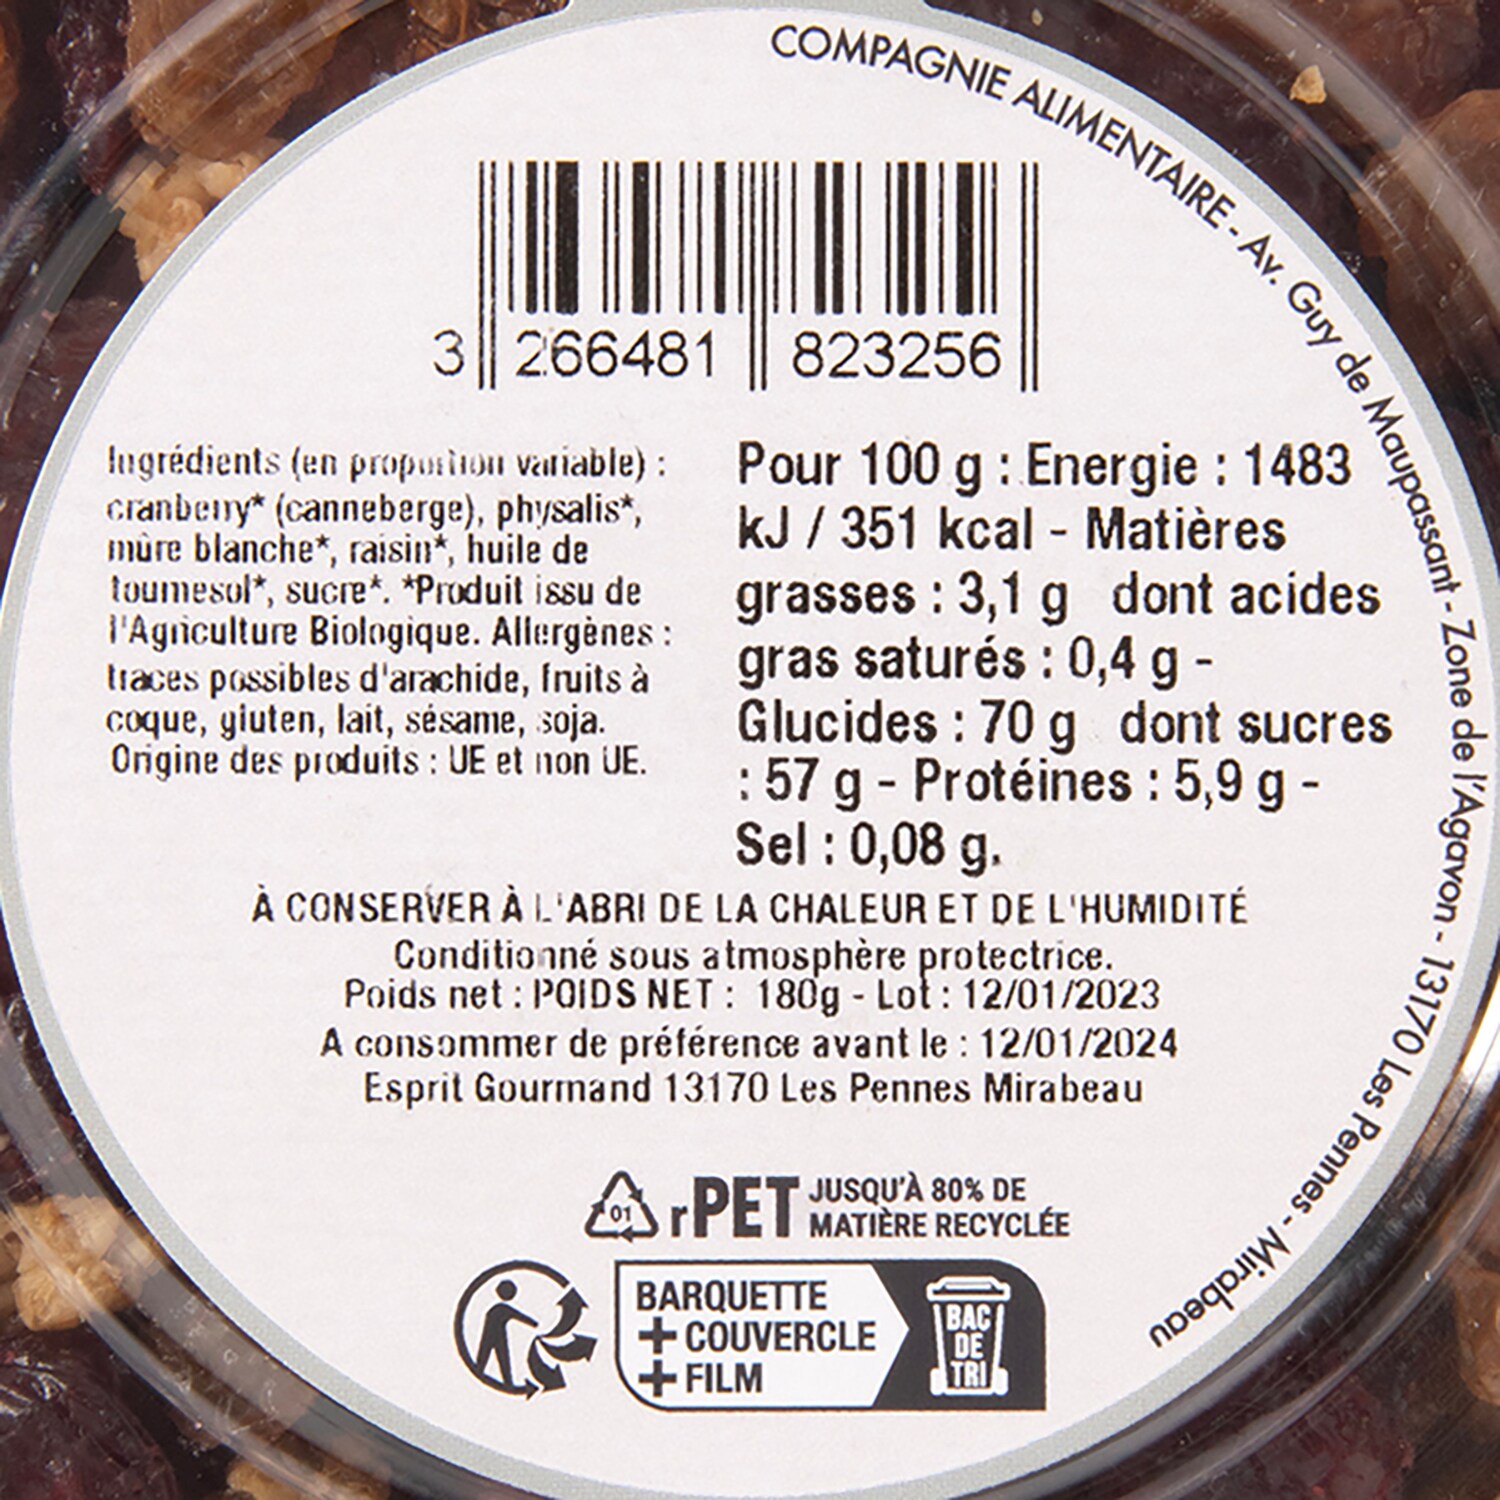 COMPAGNIE ALIMENTAIRE - Av. Guy de Maupassant - Zone de l'Agavon - 13170 Les Pennes - Mirabeau
3 266481 823256
Ingrédients (en proportion variable) :
cranberry* (canneberge), physalis*,
mûre blanche*, raisin*, huile de
tournesol*, sucre*. *Produit issu de
l'Agriculture Biologique. Allergènes :
traces possibles d'arachide, fruits à
coque, gluten, lait, sésame, soja.
Origine des produits : UE et non UE.
Pour 100 g : Energie : 1483
kJ / 351 kcal - Matières
grasses : 3,1 g dont acides
gras saturés : 0,4 g -
Glucides : 70 g dont sucres
: 57 g - Protéines : 5,9 g -
Sel : 0,08 g.
À CONSERVER À L'ABRI DE LA CHALEUR ET DE L'HUMIDITÉ
Conditionné sous atmosphère protectrice.
Poids net : POIDS NET : 180g - Lot : 12/01/2023
A consommer de préférence avant le : 12/01/2024
Esprit Gourmand 13170 Les Pennes Mirabeau
01 rPET JUSQU'À 80% DE
MATIÈRE RECYCLÉE
BARQUETTE
+ COUVERCLE
+ FILM
BAC
DE
TRI